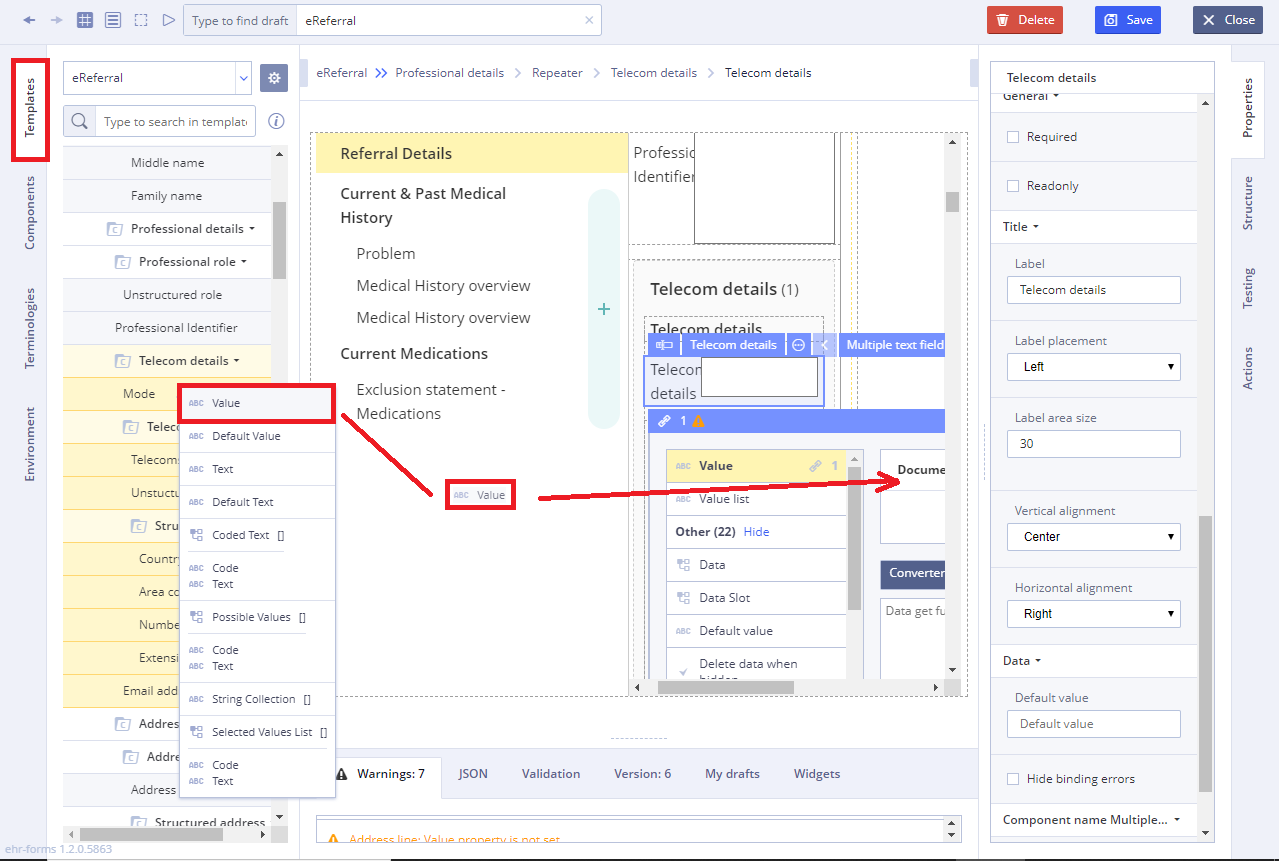 Type to find draft
eReferral
×
Delete
Save
Close
Templates
Components
Terminologies
Environment
eReferral
Type to search in templat
Middle name
Family name
Professional details
Professional role
Unstructured role
Professional Identifier
Telecom details
Mode
Telec
Telecoms
Unstuctu
Stru
Country
Area co
Numbe
Extensi
Email add
Addres
Addre
Address
Structured address
ABC Value
ABC Default Value
ABC Text
ABC Default Text
Coded Text []
ABC Code
ABC Text
Possible Values []
ABC Code
ABC Text
ABC String Collection []
Selected Values List []
ABC Code
ABC Text
ehr-forms 1.2.0.5863
eReferral
Professional details
Repeater
Telecom details
Telecom details
Referral Details
Current & Past Medical
History
Problem
Medical History overview
Medical History overview
Current Medications
Exclusion statement -
Medications
+
ABC Value
Professio
Identifier
Telecom details (1)
Telecom details
Telecom details
Multiple text field
Telecom
details
1
ABC Value 1
ABC Value list
Other (22) Hide
Data
Data Slot
ABC Default value
Delete data when
hidden
Docume
Converter
Data get fu
Warnings: 7
JSON
Validation
Version: 6
My drafts
Widgets
Address line: Value property is not set
Telecom details
General
Required
Readonly
Title
Label
Telecom details
Label placement
Left
Label area size
30
Vertical alignment
Center
Horizontal alignment
Right
Data
Default value
Default value
Hide binding errors
Component name Multiple...
Properties
Structure
Testing
Actions